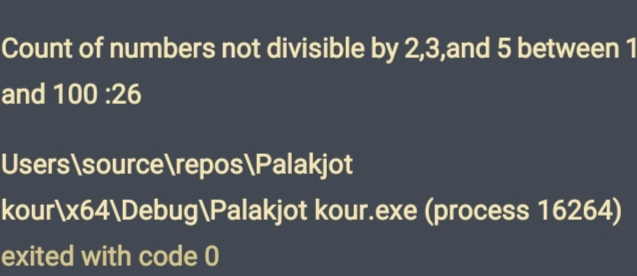 Count of numbers not divisible by 2,3,and 5 between 1
and 100 :26
Users\source\repos\Palakjot
kour\x64\Debug\Palakjot kour.exe (process 16264)
exited with code 0